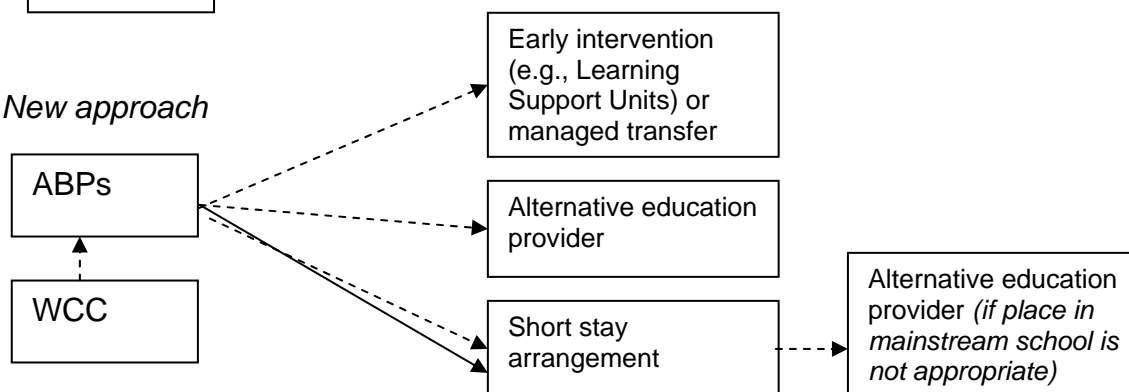 New approach
ABPs
WCC
Early intervention
(e.g., Learning
Support Units) or
managed transfer
Alternative education
provider
Short stay
arrangement
Alternative education
provider (if place in
mainstream school is
not appropriate)